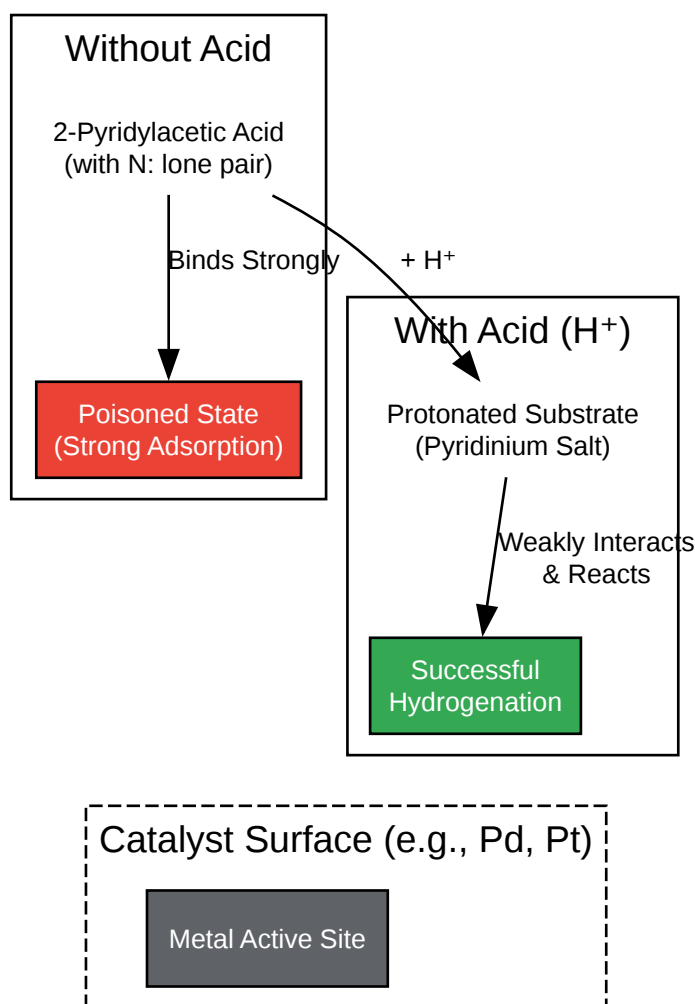 Without Acid
2-Pyridylacetic Acid
(with N: lone pair)
Binds Strongly
+ H⁺
Poisoned State
(Strong Adsorption)
With Acid (H⁺)
Protonated Substrate
(Pyridinium Salt)
Weakly Interacts
& Reacts
Successful
Hydrogenation
Catalyst Surface (e.g., Pd, Pt)
Metal Active Site